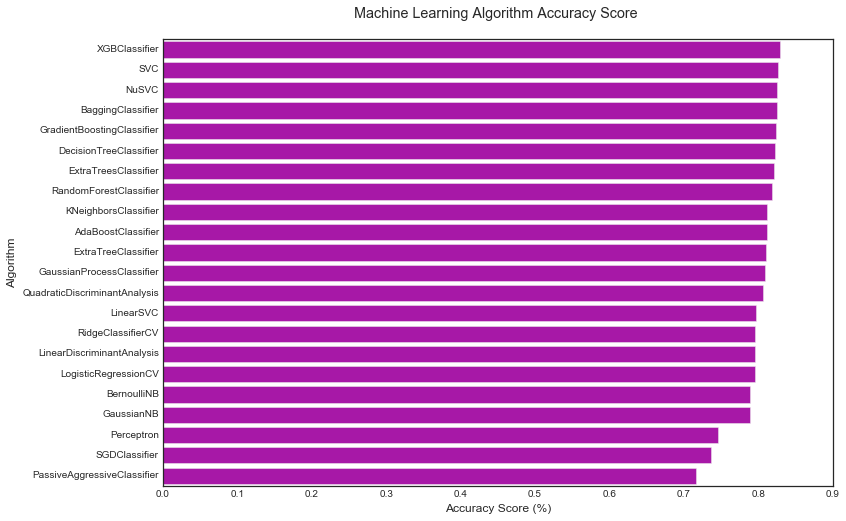 Machine Learning Algorithm Accuracy Score
XGBClassifier
SVC
NuSVC
BaggingClassifier
GradientBoostingClassifier
DecisionTreeClassifier
ExtraTreesClassifier
RandomForestClassifier
KNeighborsClassifier
AdaBoostClassifier
ExtraTreeClassifier
GaussianProcessClassifier
QuadraticDiscriminantAnalysis
LinearSVC
RidgeClassifierCV
LinearDiscriminantAnalysis
LogisticRegressionCV
BernoulliNB
GaussianNB
Perceptron
SGDClassifier
PassiveAggressiveClassifier
Algorithm
0.0 0.1 0.2 0.3 0.4 0.5 0.6 0.7 0.8 0.9
Accuracy Score (%)